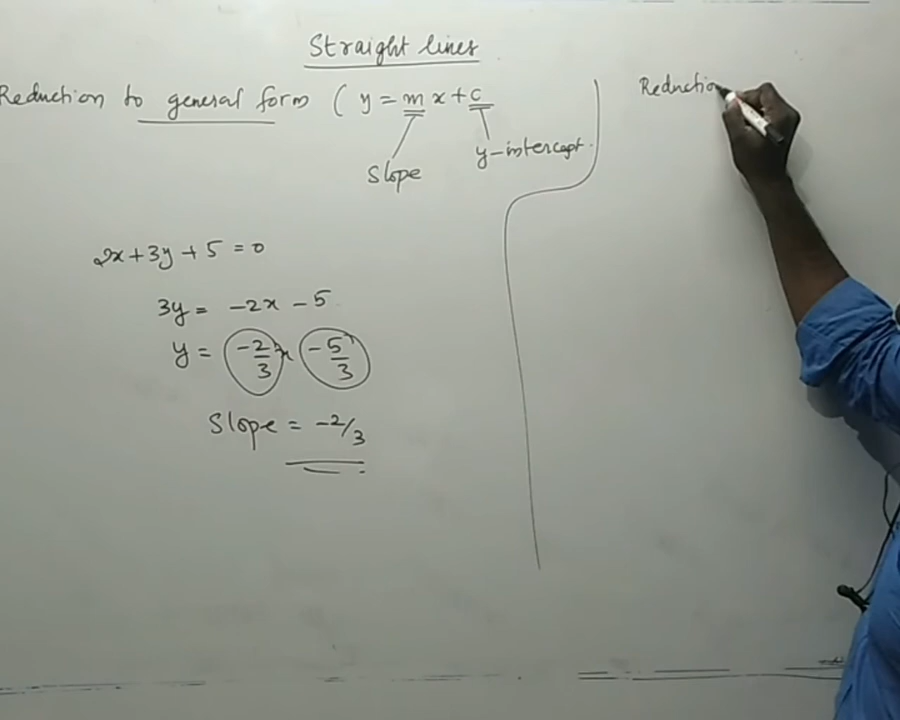 Straight lines
Reduction to general form ( y = mx + c
slope
y-intercept.
2x + 3y + 5 = 0
3y = -2x - 5
y = -2/3 x - 5/3
Slope = -2/3
Reduction